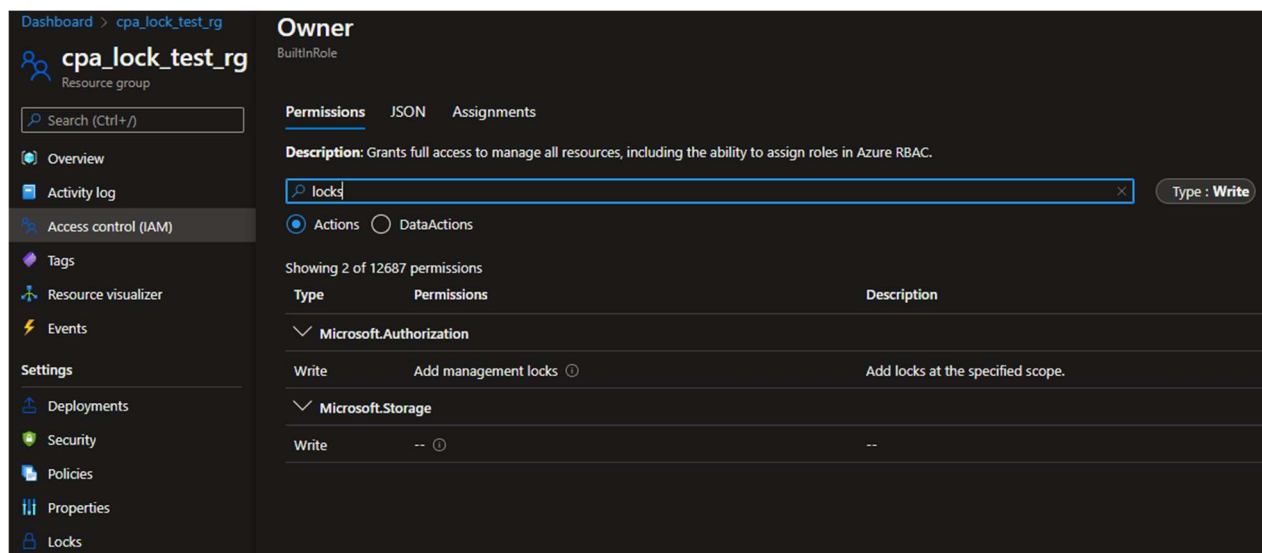 Dashboard > cpa_lock_test_rg
cpa_lock_test_rg
Resource group
Search (Ctrl+/)
Overview
Activity log
Access control (IAM)
Tags
Resource visualizer
Events
Settings
Deployments
Security
Policies
Properties
Locks
Owner
BuiltInRole
Permissions JSON Assignments
Description: Grants full access to manage all resources, including the ability to assign roles in Azure RBAC.
locks
Type : Write
Actions DataActions
Showing 2 of 12687 permissions
Type Permissions Description
Microsoft.Authorization
Write Add management locks Add locks at the specified scope.
Microsoft.Storage
Write -- --